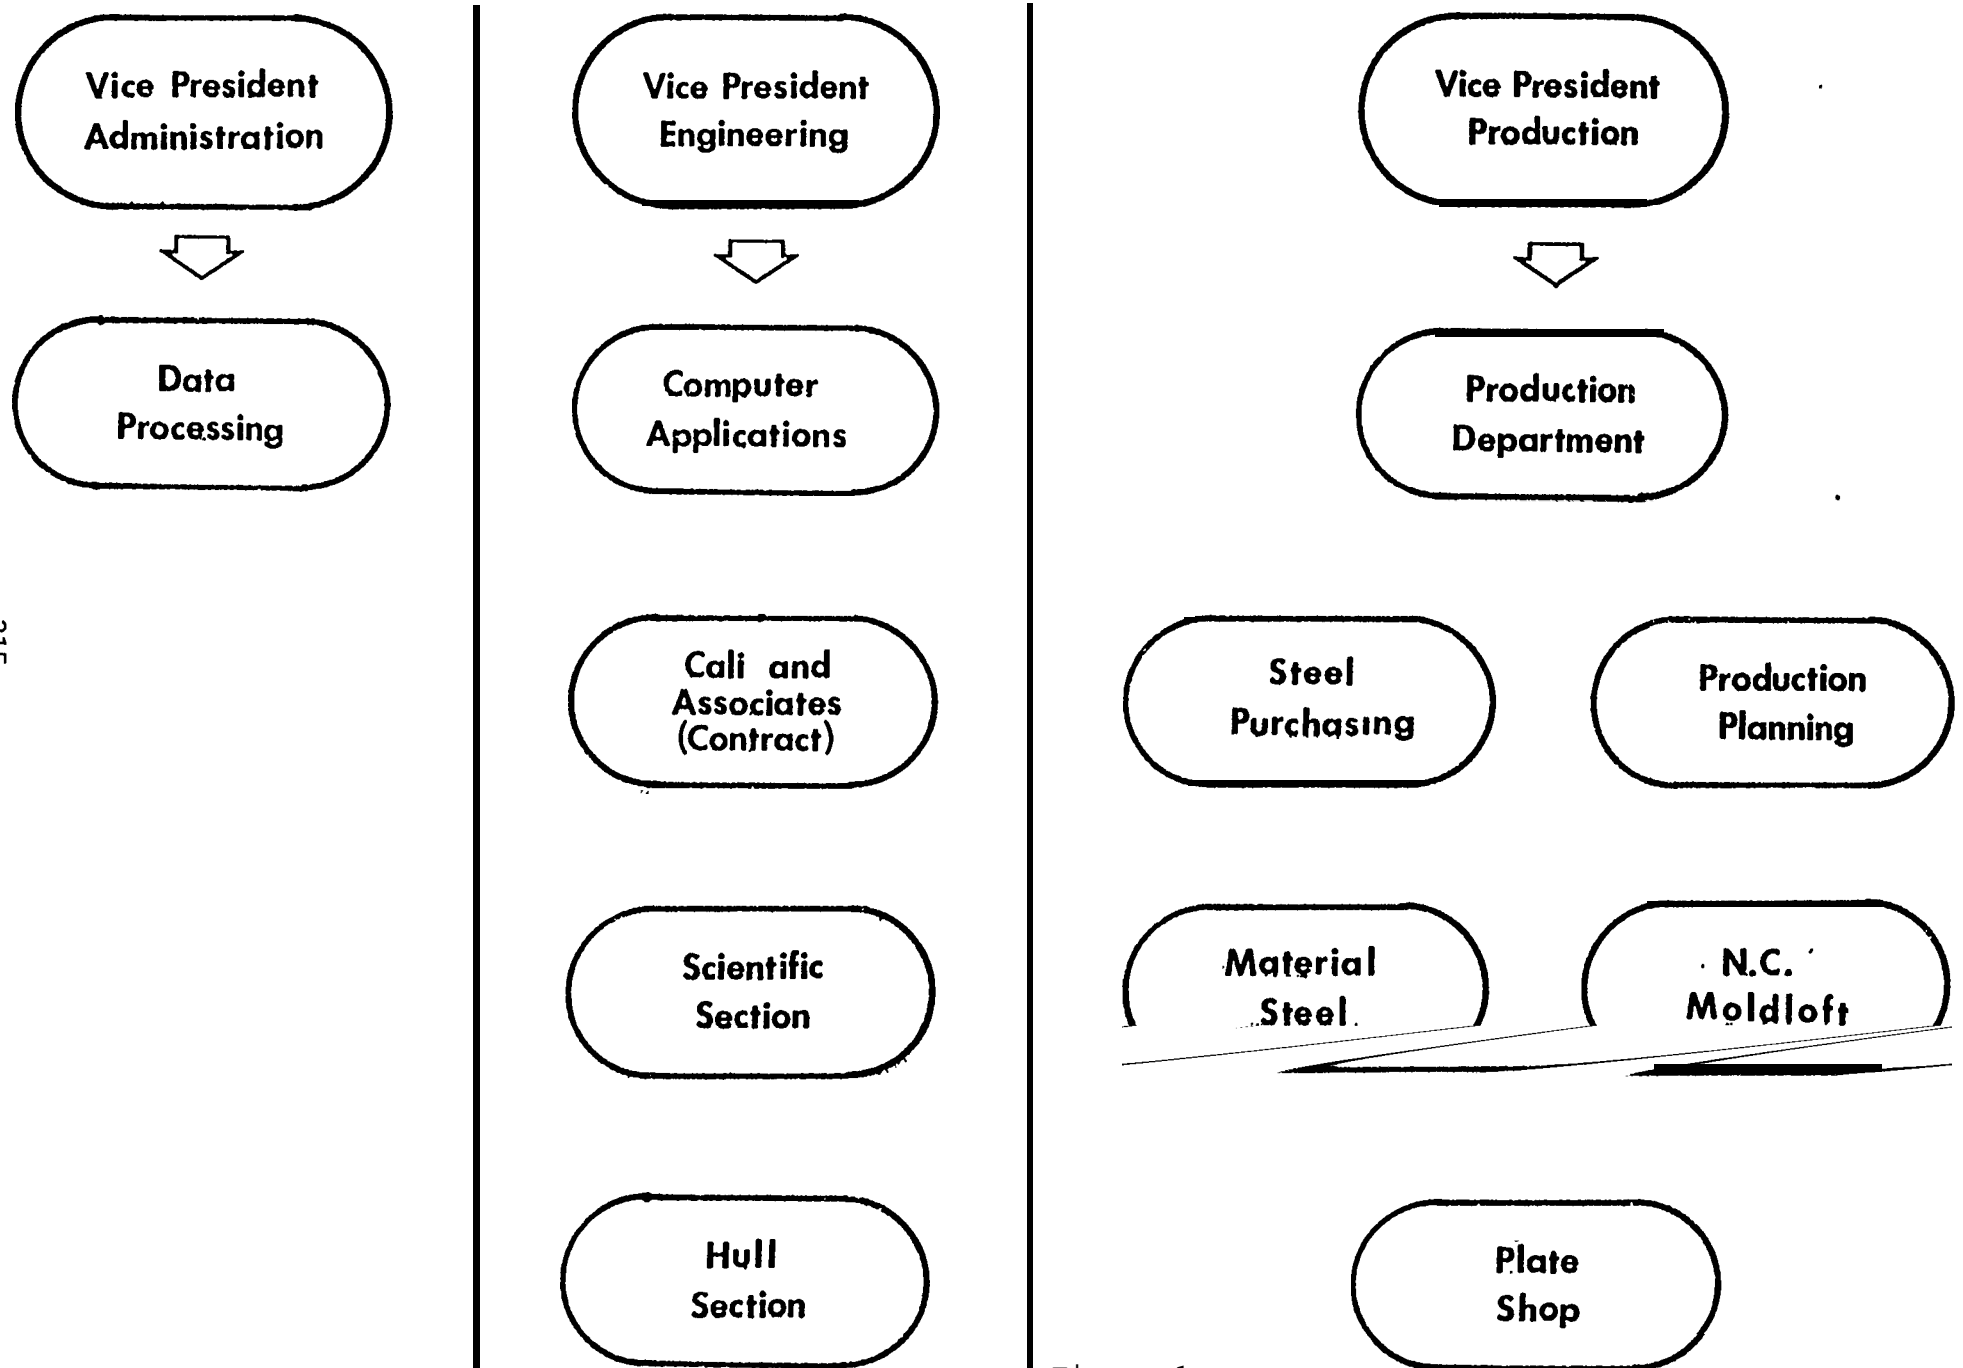 Vice President
Administration
Data
Processing
Vice President
Engineering
Computer
Applications
Cali and
Associates
(Contract)
Scientific
Section
Hull
Section
Vice President
Production
Production
Department
Steel
Purchasing
Production
Planning
Material
Steel
N.C.
Moldloft
Plate
Shop